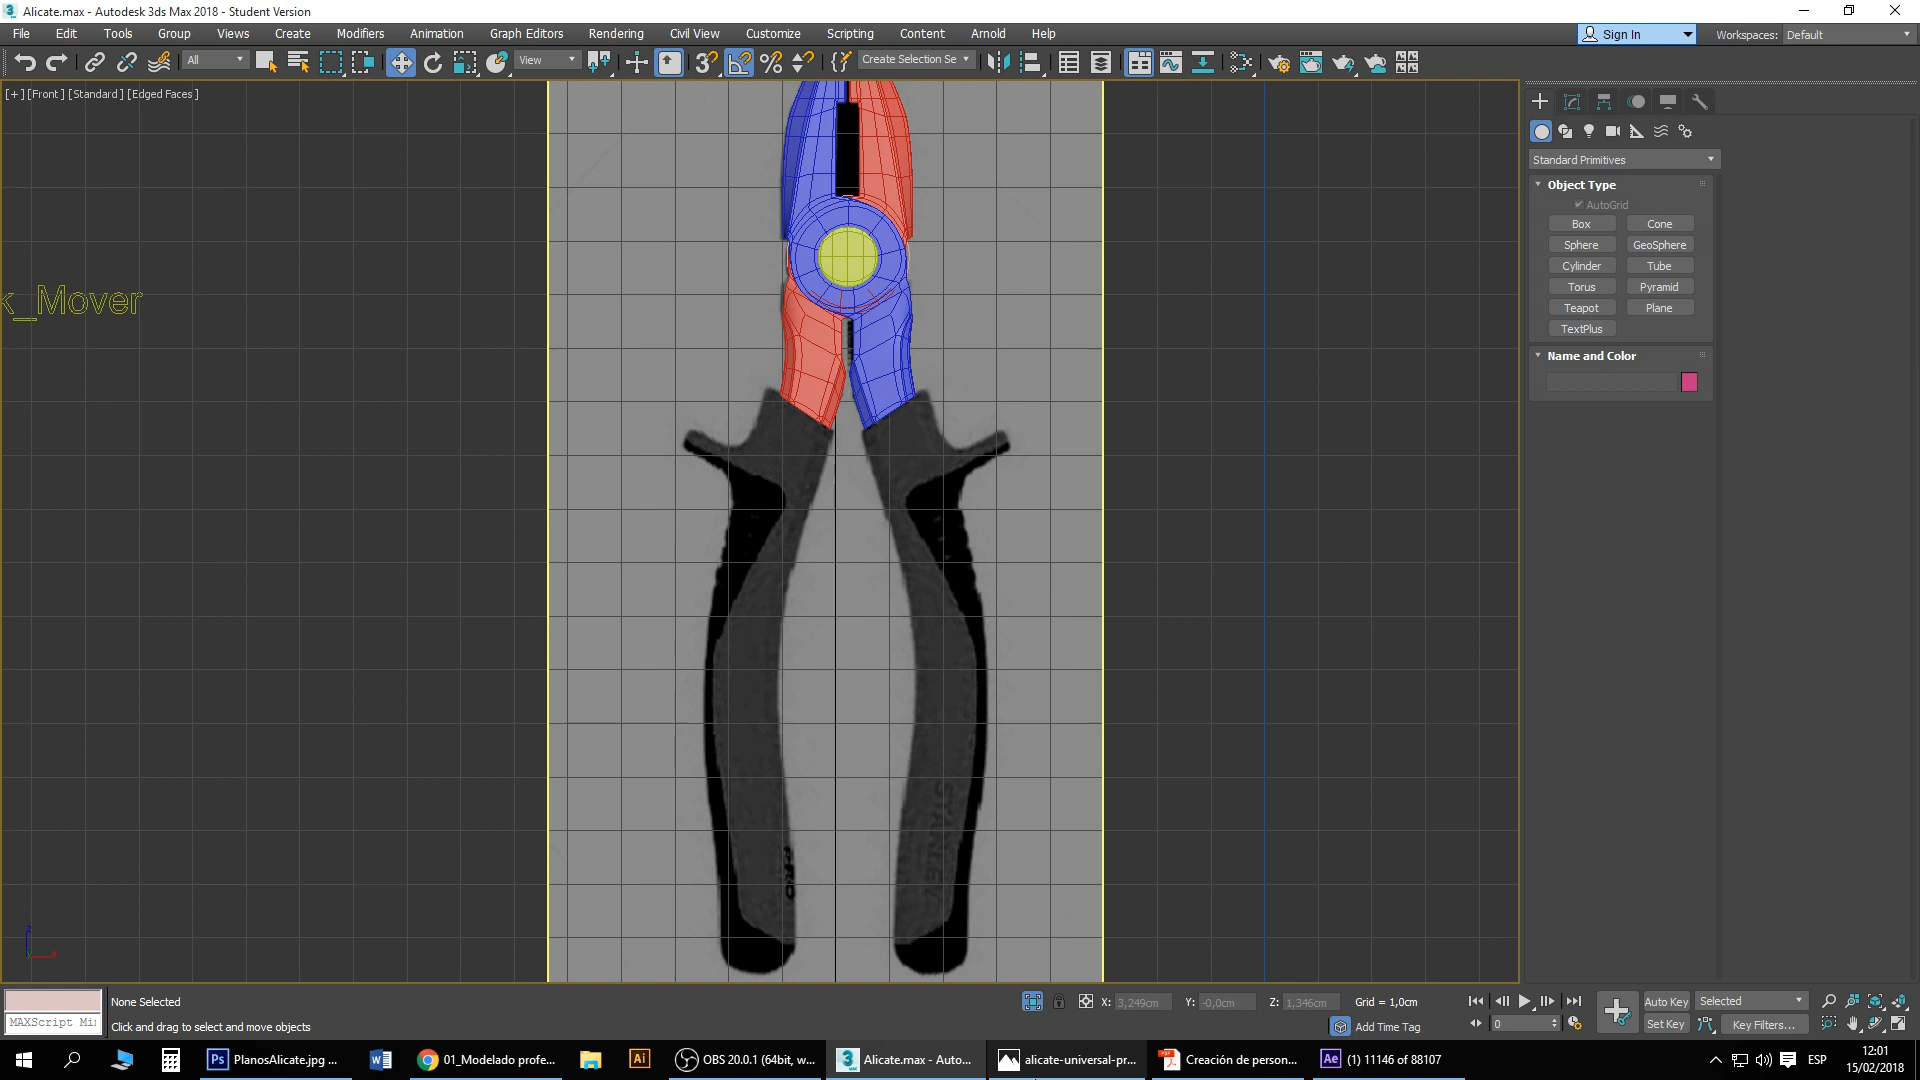 Alicate.max - Autodesk 3ds Max 2018 - Student Version
File Edit Tools Group Views Create Modifiers Animation Graph Editors Rendering Civil View Customize Scripting Content Arnold Help
Sign In Workspaces: Default
All View Create Selection Se
[+] [Front] [Standard] [Edged Faces]
Standard Primitives
Object Type
AutoGrid
Box Cone
Sphere GeoSphere
Cylinder Tube
Torus Pyramid
Teapot Plane
TextPlus
Name and Color
k_Mover
PRO
STANLEY
z
x
None Selected
X: 3,249cm Y: -0,0cm Z: 1,346cm Grid = 1,0cm
Auto Key Selected
MAXScript Mi
Click and drag to select and move objects
Add Time Tag
0
Set Key Key Filters...
PlanosAlicate.jpg ...
01_Modelado profe...
OBS 20.0.1 (64bit, w...
Alicate.max - Auto...
alicate-universal-pr...
Creación de person...
(1) 11146 of 88107
ESP
12:01
15/02/2018